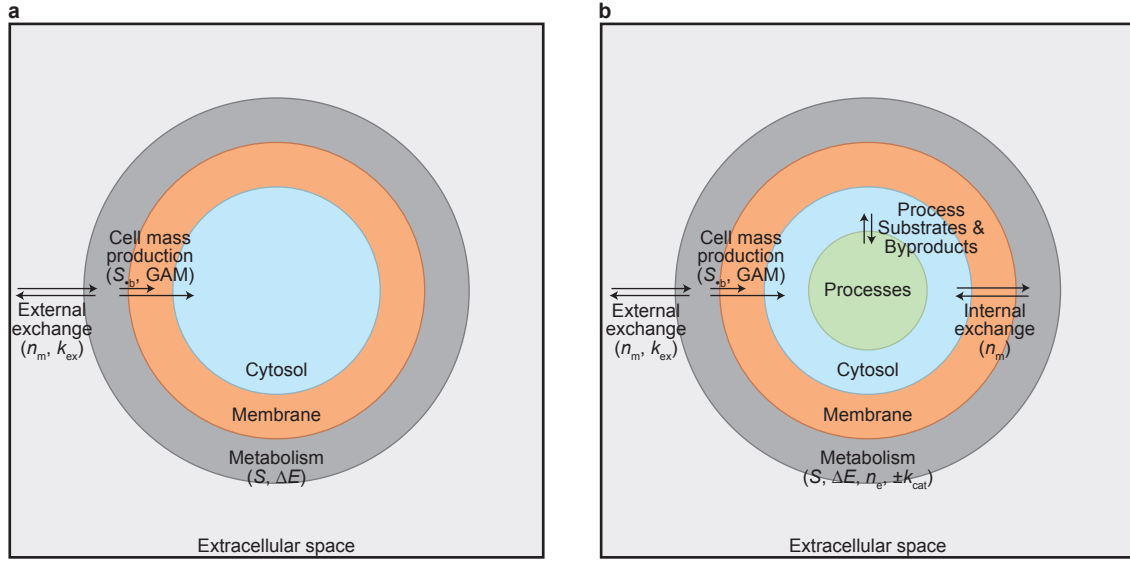 a
Cell mass
production
(S•b, GAM)
External
exchange
(nm, kex)
Cytosol
Membrane
Metabolism
(S, ΔE)
Extracellular space
b
Process
Substrates &
Byproducts
Cell mass
production
(S•b, GAM)
Processes
External
exchange
(nm, kex)
Internal
exchange
(nm)
Cytosol
Membrane
Metabolism
(S, ΔE, ne, ±kcat)
Extracellular space